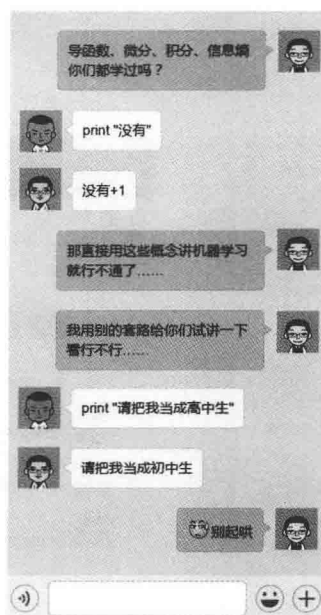 导函数、微分、积分、信息熵
你们都学过吗？
print "没有"
没有+1
那直接用这些概念讲机器学习
就行不通了……
我用别的套路给你们试讲一下
看行不行……
print "请把我当成高中生"
请把我当成初中生
别起哄